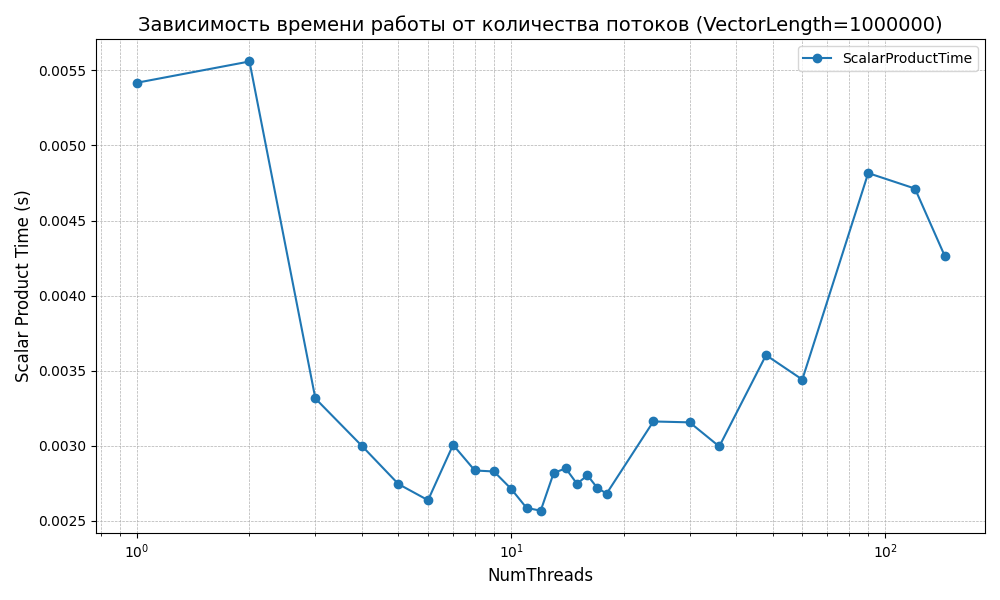 Зависимость времени работы от количества потоков (VectorLength=1000000)
ScalarProductTime
0.0055
0.0050
0.0045
0.0040
0.0035
0.0030
0.0025
Scalar Product Time (s)
10⁰ 10¹ 10²
NumThreads